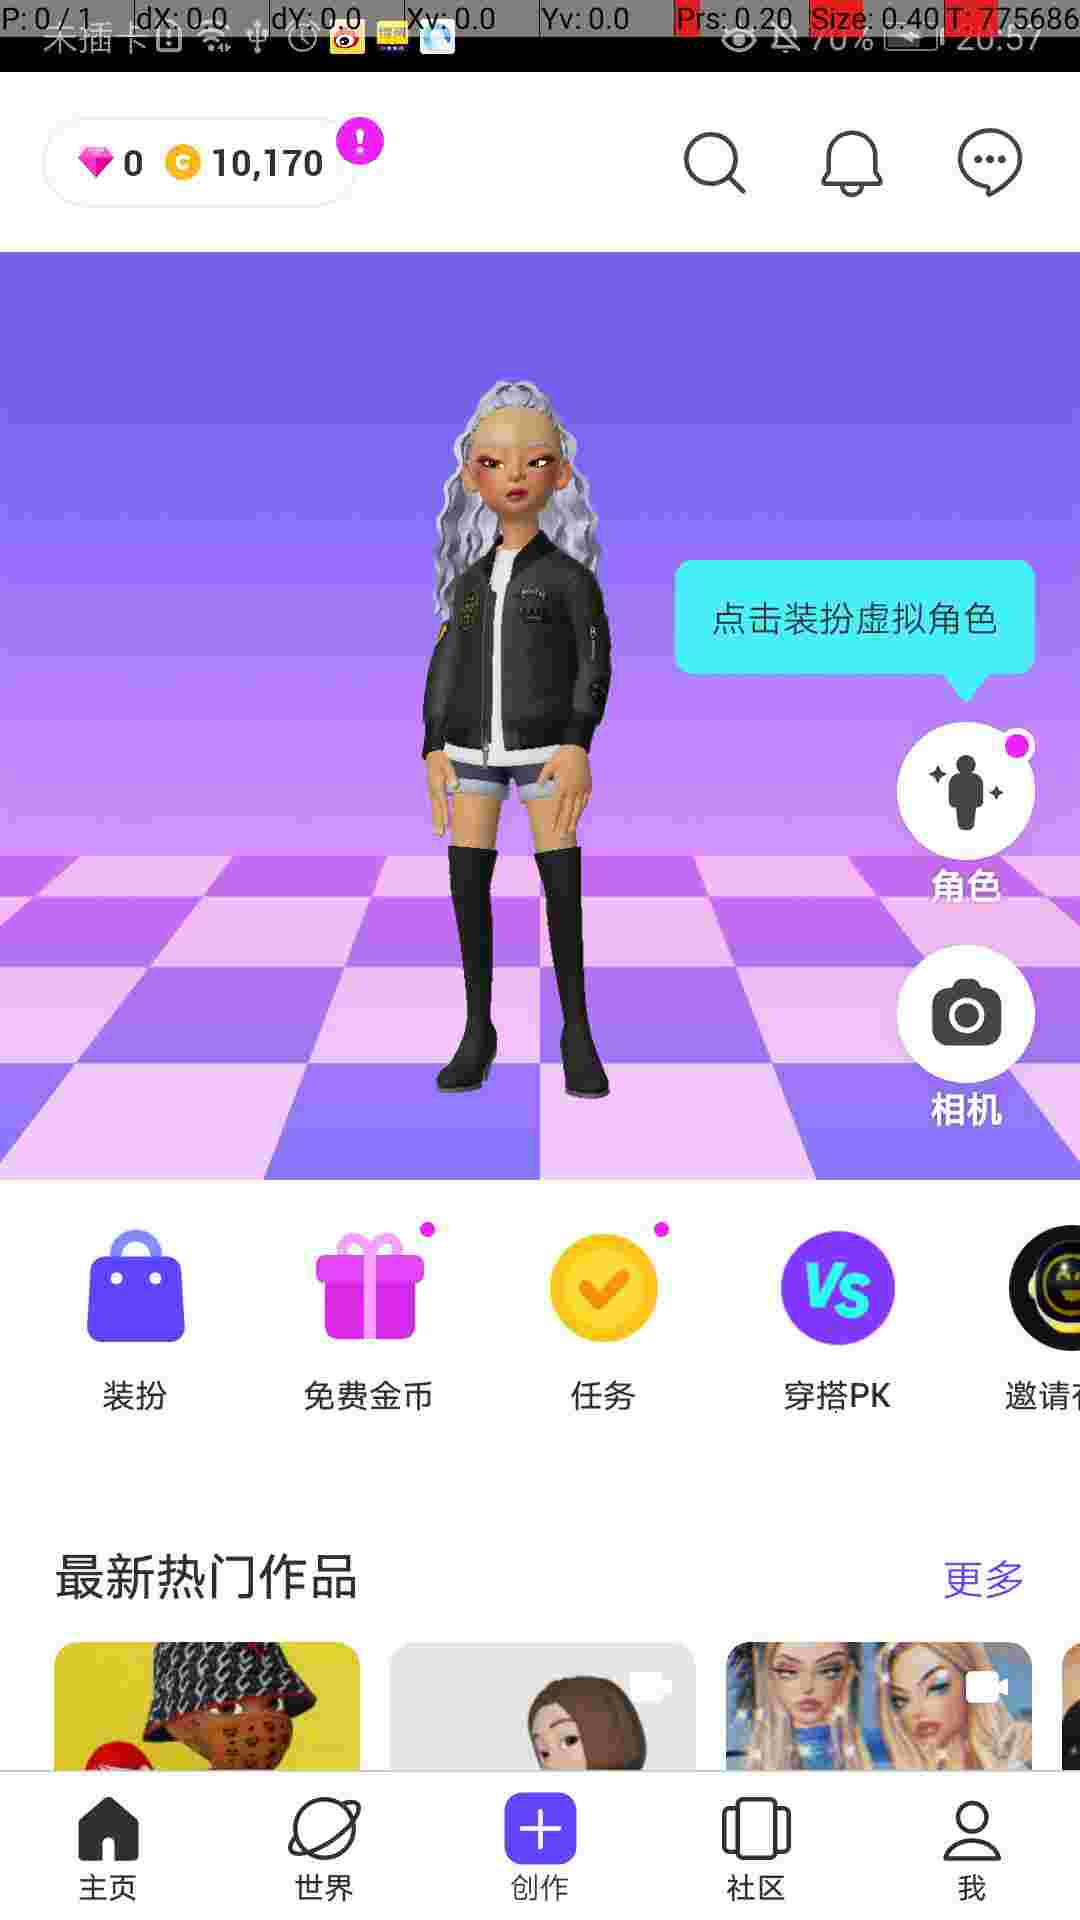 P: 0 / 1 dX: 0.0 dY: 0.0 Xv: 0.0 Yv: 0.0 Prs: 0.20 Size: 0.40 T: 775686
未插卡 70% 20:57
0 10,170
点击装扮虚拟角色
角色
相机
VS
装扮 免费金币 任务 穿搭PK 邀请
最新热门作品 更多
主页 世界 创作 社区 我